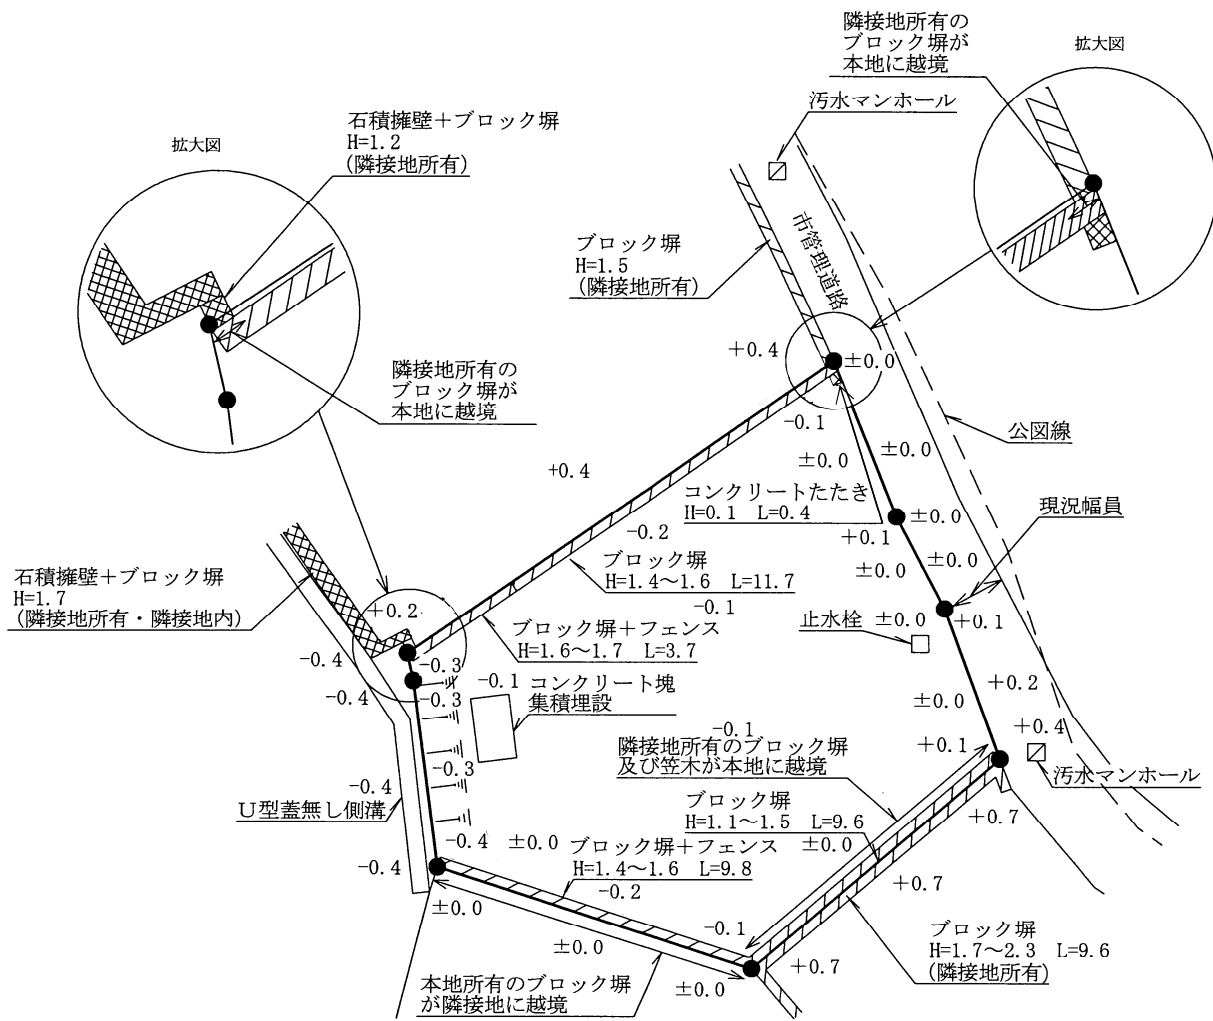 隣接地所有の
ブロック塀が
本地に越境
拡大図
汚水マンホール
石積擁壁+ブロック塀
H=1.2
(隣接地所有)
拡大図
市管理道路
ブロック塀
H=1.5
(隣接地所有)
+0.4
±0.0
隣接地所有の
ブロック塀が
本地に越境
-0.1
±0.0
±0.0
公図線
+0.4
コンクリートたたき
H=0.1 L=0.4
現況幅員
±0.0
-0.2
+0.1
±0.0
±0.0
ブロック塀
H=1.4~1.6 L=11.7
-0.1
石積擁壁+ブロック塀
H=1.7
(隣接地所有・隣接地内)
+0.2
止水栓
±0.0
+0.1
ブロック塀+フェンス
H=1.6~1.7 L=3.7
-0.4
-0.3
-0.4
-0.3
-0.1
コンクリート塊
集積埋設
+0.2
±0.0
-0.1
+0.1
+0.4
隣接地所有のブロック塀
及び笠木が本地に越境
汚水マンホール
-0.3
-0.4
U型蓋無し側溝
ブロック塀
H=1.1~1.5 L=9.6
+0.7
-0.4
±0.0
±0.0
ブロック塀+フェンス
H=1.4~1.6 L=9.8
-0.4
-0.2
+0.7
±0.0
-0.1
±0.0
ブロック塀
H=1.7~2.3 L=9.6
(隣接地所有)
+0.7
本地所有のブロック塀
が隣接地に越境
±0.0